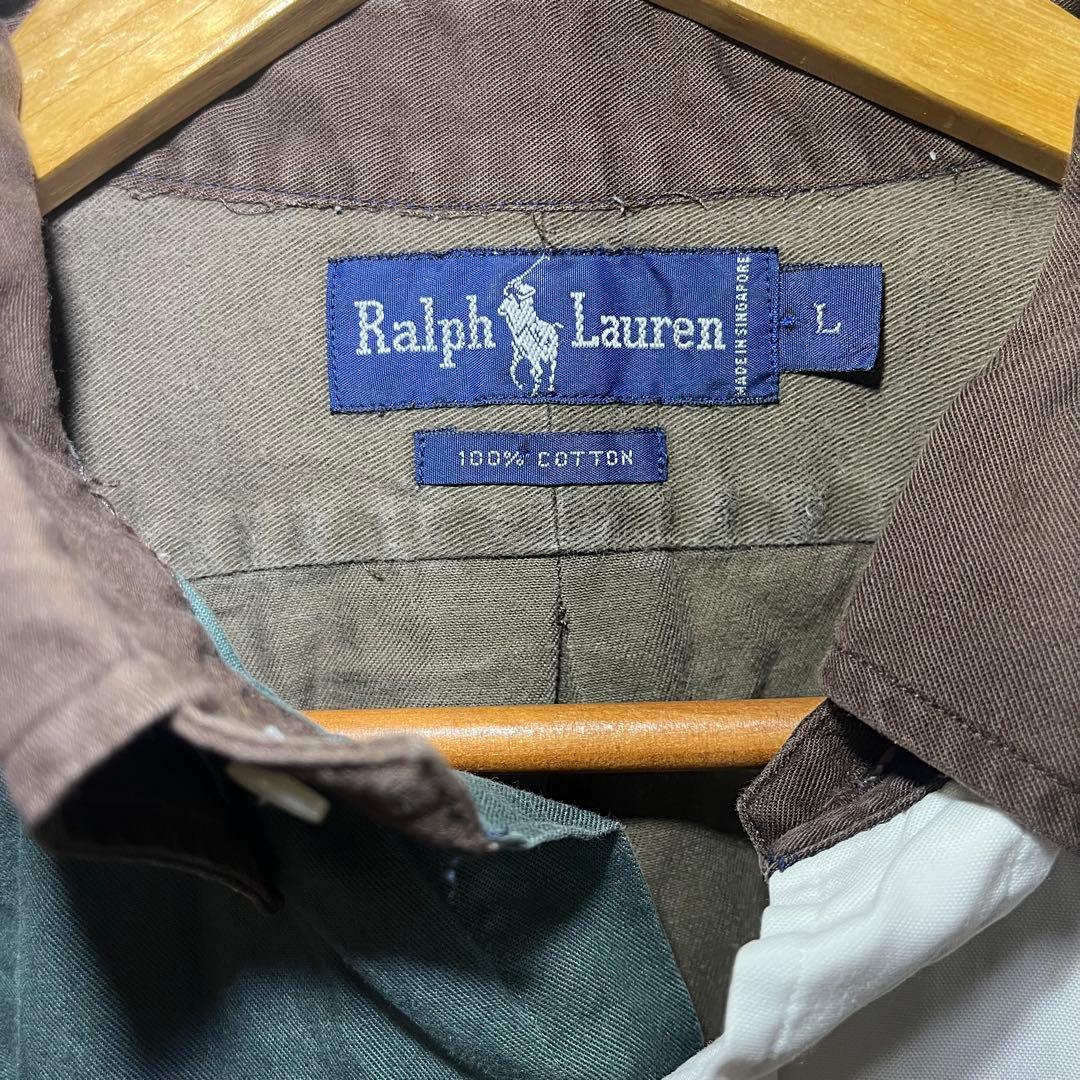 Ralph Lauren
MADE IN SINGAPORE
L
100% COTTON